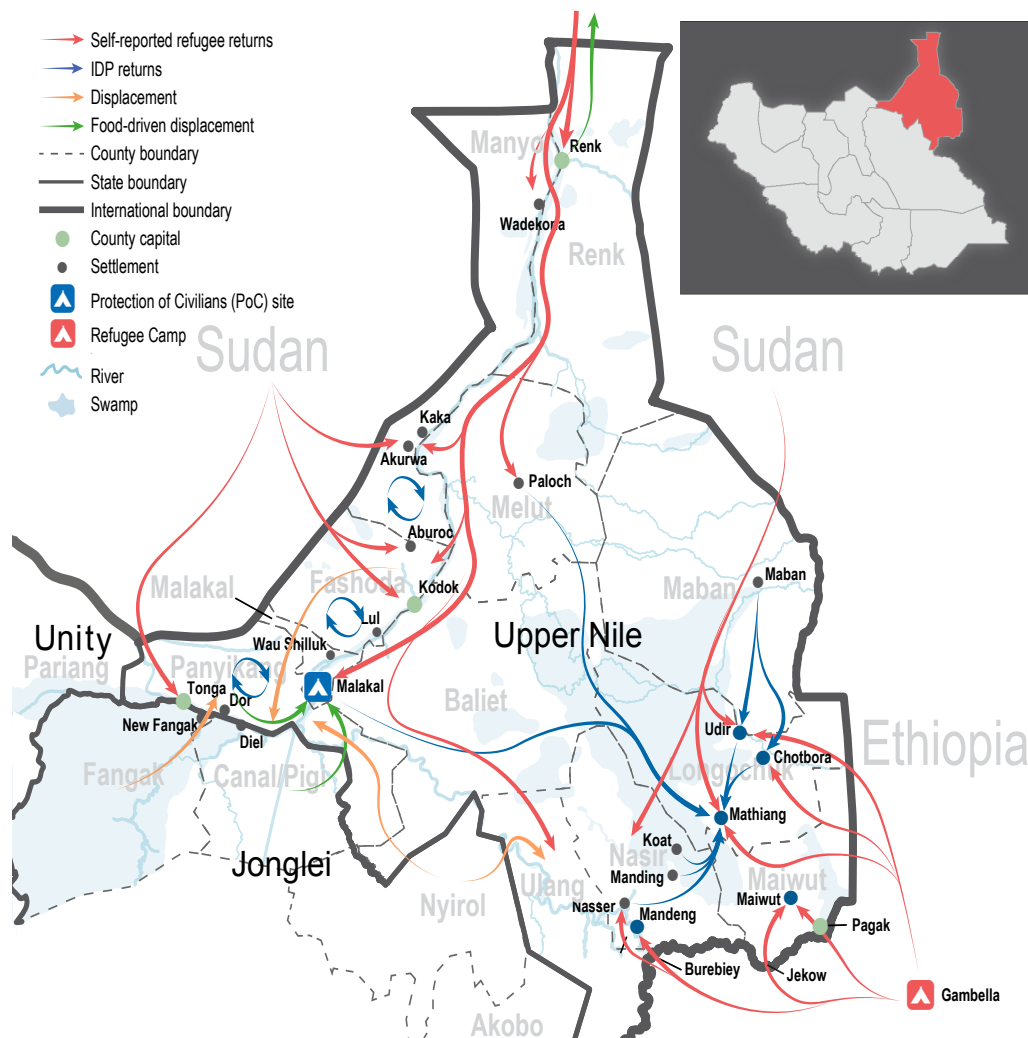 Self-reported refugee returns
IDP returns
Displacement
Food-driven displacement
County boundary
State boundary
International boundary
County capital
Settlement
Protection of Civilians (PoC) site
Refugee Camp
River
Swamp
Manyo
Renk
Wadekona
Renk
Sudan
Sudan
Kaka
Akurwa
Paloch
Melut
Aburoc
Malakal
Fashoda
Kodok
Maban
Maban
Lul
Unity
Upper Nile
Wau Shilluk
Pariang
Panyikang
Tonga
Dor
Malakal
Baliet
New Fangak
Diel
Udir
Ethiopia
Fangak
Canal/Pigi
Longochuk
Chotbora
Mathiang
Jonglei
Koat
Nasir
Manding
Ulang
Maiwut
Nyirol
Nasser
Mandeng
Maiwut
Pagak
Burebiey
Jekow
Gambella
Akobo